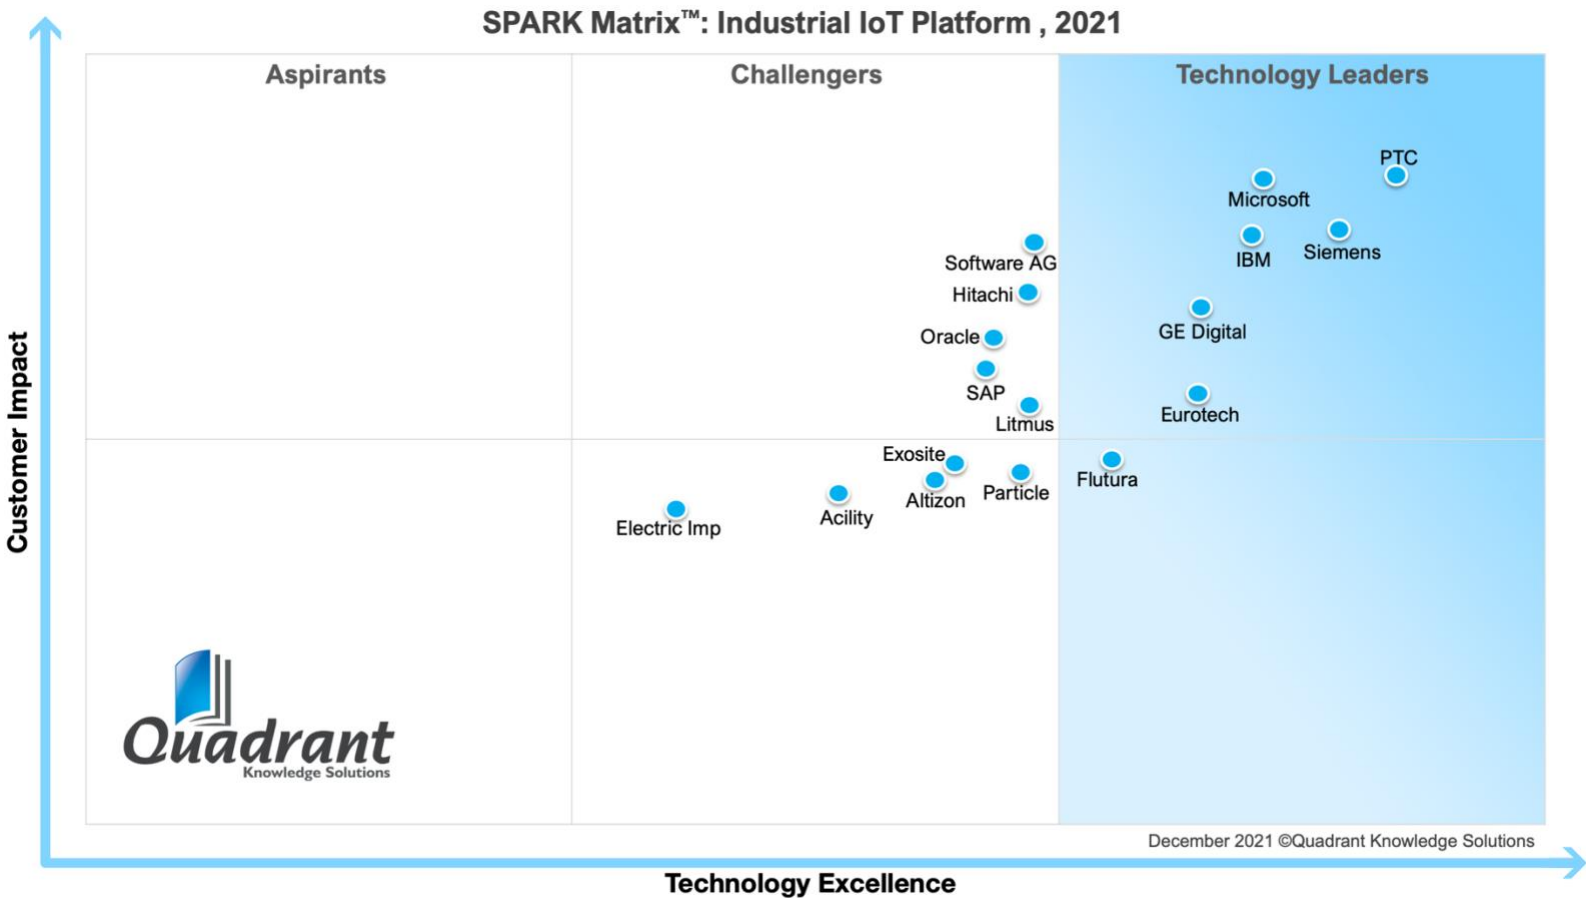 SPARK Matrix™: Industrial IoT Platform , 2021
Aspirants
Challengers
Technology Leaders
PTC
Microsoft
Siemens
IBM
Software AG
Hitachi
GE Digital
Oracle
SAP
Litmus
Eurotech
Exosite
Altizon
Particle
Flutura
Acility
Electric Imp
Customer Impact
Quadrant
Knowledge Solutions
December 2021 ©Quadrant Knowledge Solutions
Technology Excellence